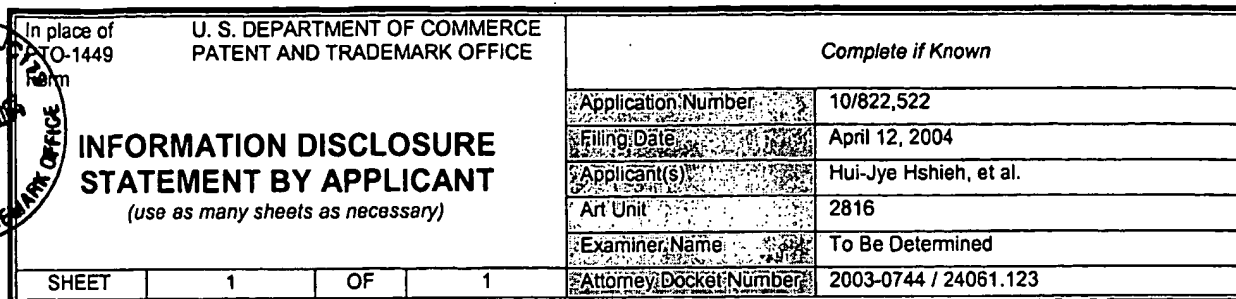 In place of
PTO-1449
Form
U. S. DEPARTMENT OF COMMERCE
PATENT AND TRADEMARK OFFICE
INFORMATION DISCLOSURE
STATEMENT BY APPLICANT
(use as many sheets as necessary)
SHEET 1 OF 1
Complete if Known
Application Number 10/822,522
Filing Date April 12, 2004
Applicant(s) Hui-Jye Hshieh, et al.
Art Unit 2816
Examiner Name To Be Determined
Attorney Docket Number 2003-0744 / 24061.123
OFFICE